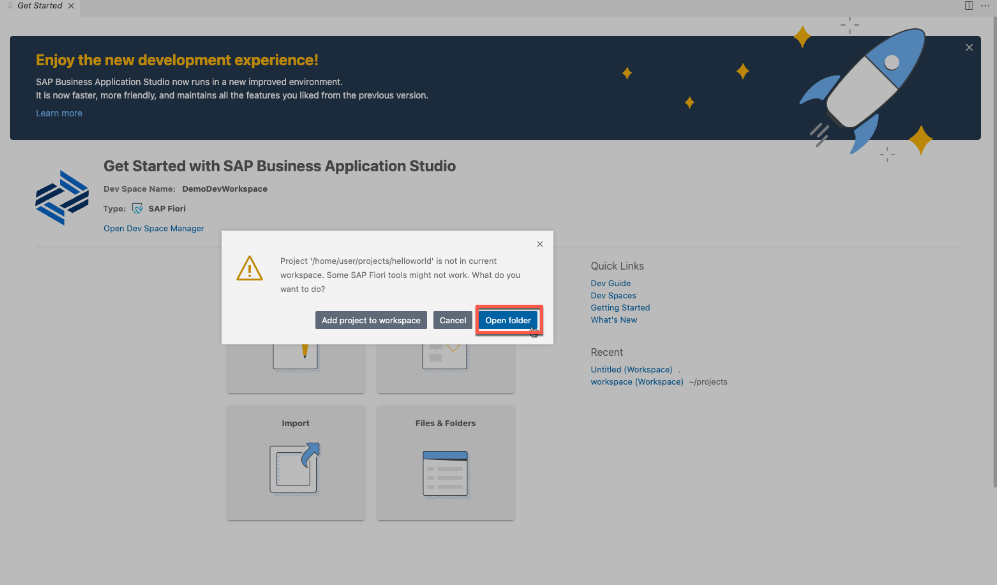 Get Started
Enjoy the new development experience!
SAP Business Application Studio now runs in a new improved environment.
It is now faster, more friendly, and maintains all the features you liked from the previous version.
Learn more
Get Started with SAP Business Application Studio
Dev Space Name: DemoDevWorkspace
Type: SAP Fiori
Open Dev Space Manager
Project '/home/user/projects/helloworld' is not in current
workspace. Some SAP Fiori tools might not work. What do you
want to do?
Add project to workspace Cancel Open folder
Import
Files & Folders
Quick Links
Dev Guide
Dev Spaces
Getting Started
What's New
Recent
Untitled (Workspace) .
workspace (Workspace) ~/projects